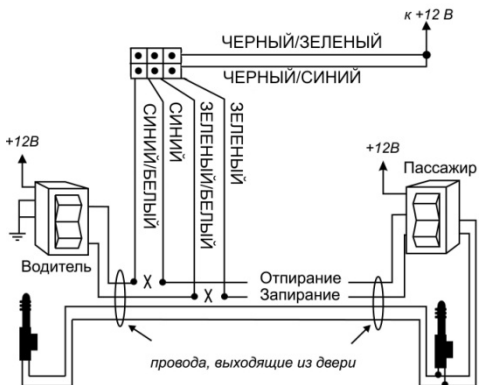 к +12 В
ЧЕРНЫЙ/ЗЕЛЕНЫЙ
ЧЕРНЫЙ/СИНИЙ
СИНИЙ/БЕЛЫЙ
СИНИЙ
ЗЕЛЕНЫЙ/БЕЛЫЙ
ЗЕЛЕНЫЙ
+12В
+12В
Пассажир
Водитель
X
Отпирание
X
Запирание
провода, выходящие из двери